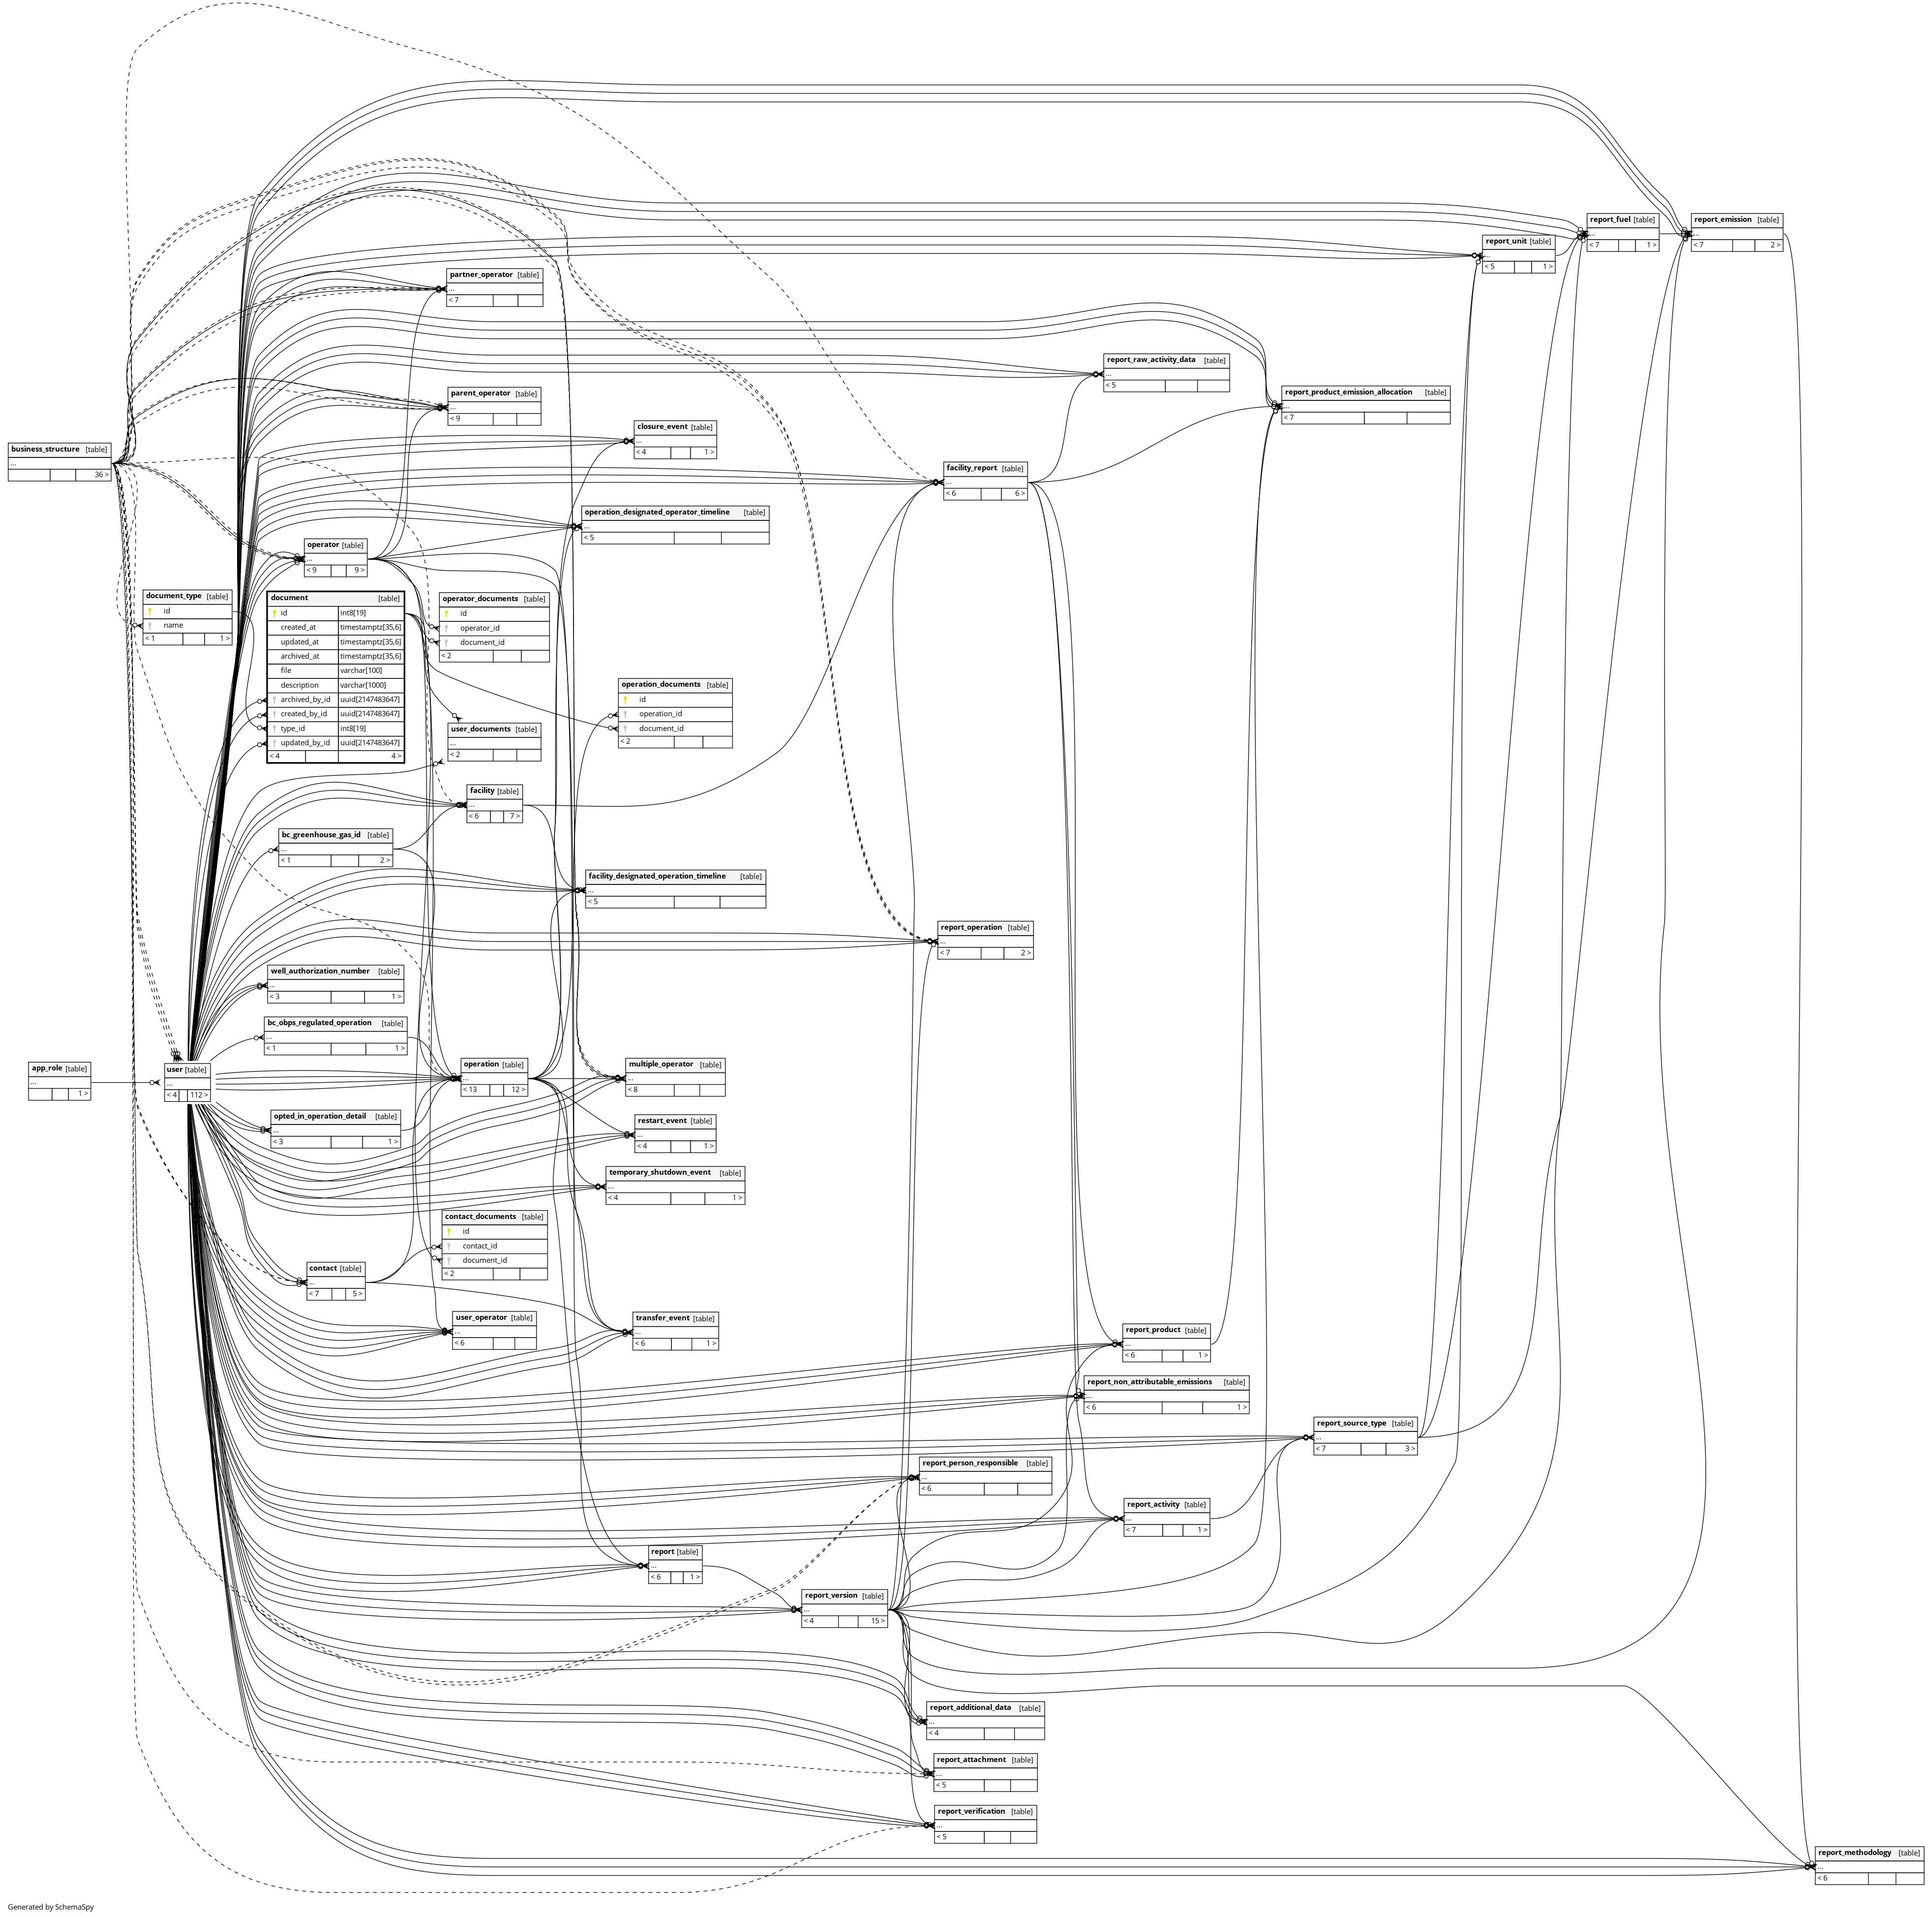 report_fuel [table]
...
< 7 1 >
report_emission [table]
...
< 7 2 >
report_unit [table]
...
< 5 1 >
partner_operator [table]
...
< 7
report_raw_activity_data [table]
...
< 5
parent_operator [table]
...
< 9
report_product_emission_allocation [table]
...
< 7
closure_event [table]
...
< 4 1 >
business_structure [table]
...
36 >
facility_report [table]
...
< 6 6 >
operation_designated_operator_timeline [table]
...
< 5
operator [table]
...
< 9 9 >
document_type [table]
id
name
< 1 1 >
document [table]
id int8[19]
created_at timestamptz[35,6]
updated_at timestamptz[35,6]
archived_at timestamptz[35,6]
file varchar[100]
description varchar[1000]
archived_by_id uuid[2147483647]
created_by_id uuid[2147483647]
type_id int8[19]
updated_by_id uuid[2147483647]
< 4 4 >
operator_documents [table]
id
operator_id
document_id
< 2
operation_documents [table]
id
operation_id
document_id
< 2
user_documents [table]
...
< 2
facility [table]
...
< 6 7 >
bc_greenhouse_gas_id [table]
...
< 1 2 >
facility_designated_operation_timeline [table]
...
< 5
report_operation [table]
...
< 7 2 >
well_authorization_number [table]
...
< 3 1 >
bc_obps_regulated_operation [table]
...
< 1 1 >
app_role [table]
...
1 >
user [table]
...
< 4 112 >
operation [table]
...
< 13 12 >
multiple_operator [table]
...
< 8
opted_in_operation_detail [table]
...
< 3 1 >
restart_event [table]
...
< 4 1 >
temporary_shutdown_event [table]
...
< 4 1 >
contact_documents [table]
id
contact_id
document_id
< 2
contact [table]
...
< 7 5 >
user_operator [table]
...
< 6
transfer_event [table]
...
< 6 1 >
report_product [table]
...
< 6 1 >
report_non_attributable_emissions [table]
...
< 6 1 >
report_source_type [table]
...
< 7 3 >
report_person_responsible [table]
...
< 6
report_activity [table]
...
< 7 1 >
report [table]
...
< 6 1 >
report_version [table]
...
< 4 15 >
report_additional_data [table]
...
< 4
report_attachment [table]
...
< 5
report_verification [table]
...
< 5
report_methodology [table]
...
< 6
Generated by SchemaSpy